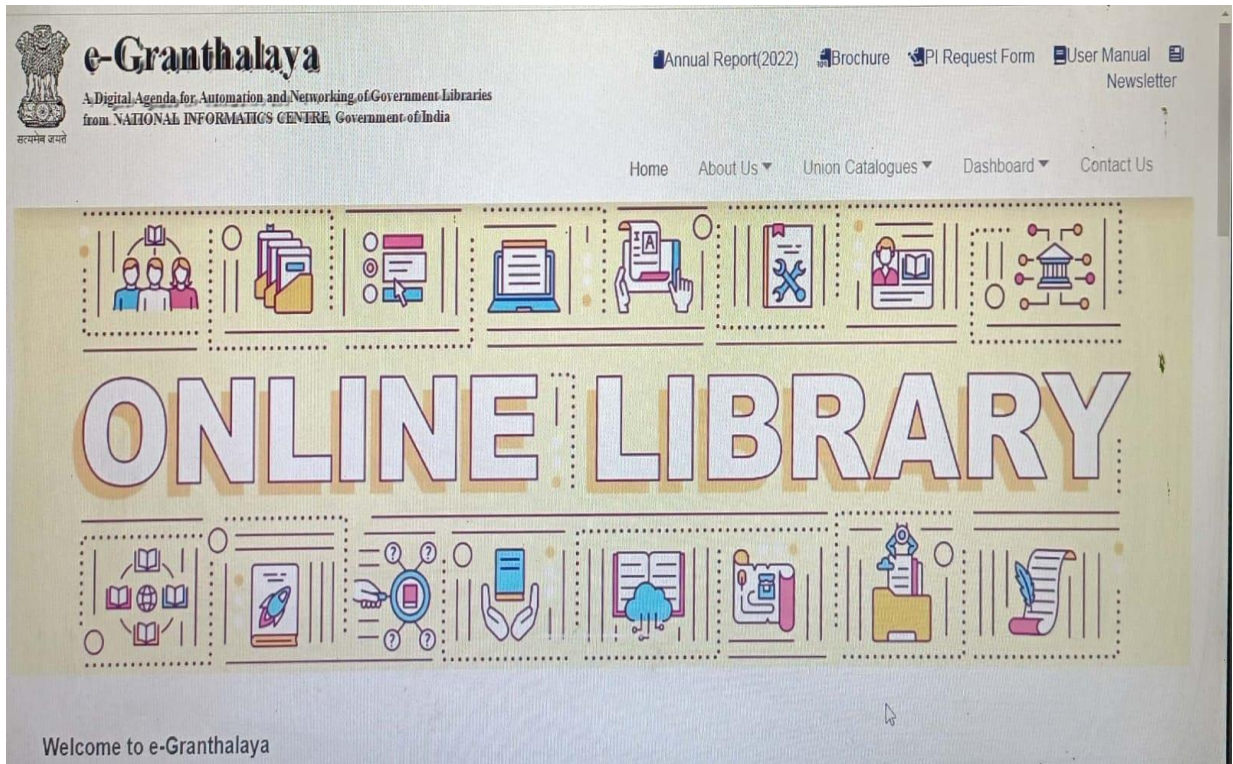 e-Granthalaya
A Digital Agenda for Automation and Networking of Government Libraries
from NATIONAL INFORMATICS CENTRE, Government of India
सत्यमेव जयते
Annual Report(2022) Brochure PI Request Form User Manual
Newsletter
Home About Us Union Catalogues Dashboard Contact Us
A
ONLINE LIBRARY
? ?
? ?
Welcome to e-Granthalaya